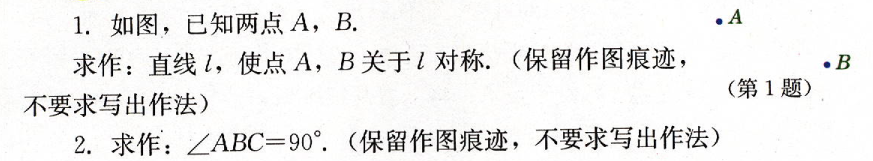 1. 如图，已知两点 A，B.
求作：直线 l，使点 A，B 关于 l 对称.（保留作图痕迹，
不要求写出作法）
A
B
（第 1 题）
2. 求作：∠ABC=90°.（保留作图痕迹，不要求写出作法）